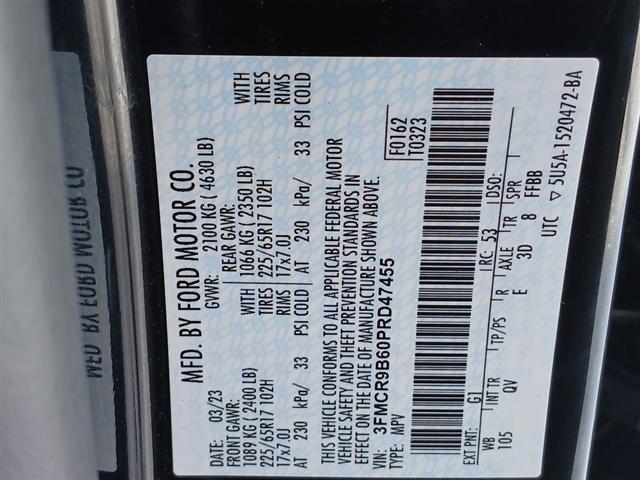 MFD. BY FORD MOTOR CO.
DATE: 03/23 GVWR: 2100 KG ( 4630 LB)
FRONT GAWR: REAR GAWR:
1089 KG ( 2400 LB) WITH 1066 KG ( 2350 LB) WITH
225/65R17 102H TIRES 225/65R17 102H TIRES
17x7.0J RIMS 17x7.0J RIMS
AT 230 kPa/ 33 PSI COLD AT 230 kPa/ 33 PSI COLD
THIS VEHICLE CONFORMS TO ALL APPLICABLE FEDERAL MOTOR
VEHICLE SAFETY AND THEFT PREVENTION STANDARDS IN
EFFECT ON THE DATE OF MANUFACTURE SHOWN ABOVE.
F0162
T0323
VIN: 3FMCR9B60PRD47455
TYPE: MPV
EXT PNT: G1 RC: 53 DSO:
WB INT TR TP/PS R AXLE TR SPR
105 QV E 3D 8 FFBB
UTC ▽ 5U5A-1520472-BA
MFD. BY FORD MOTOR CO